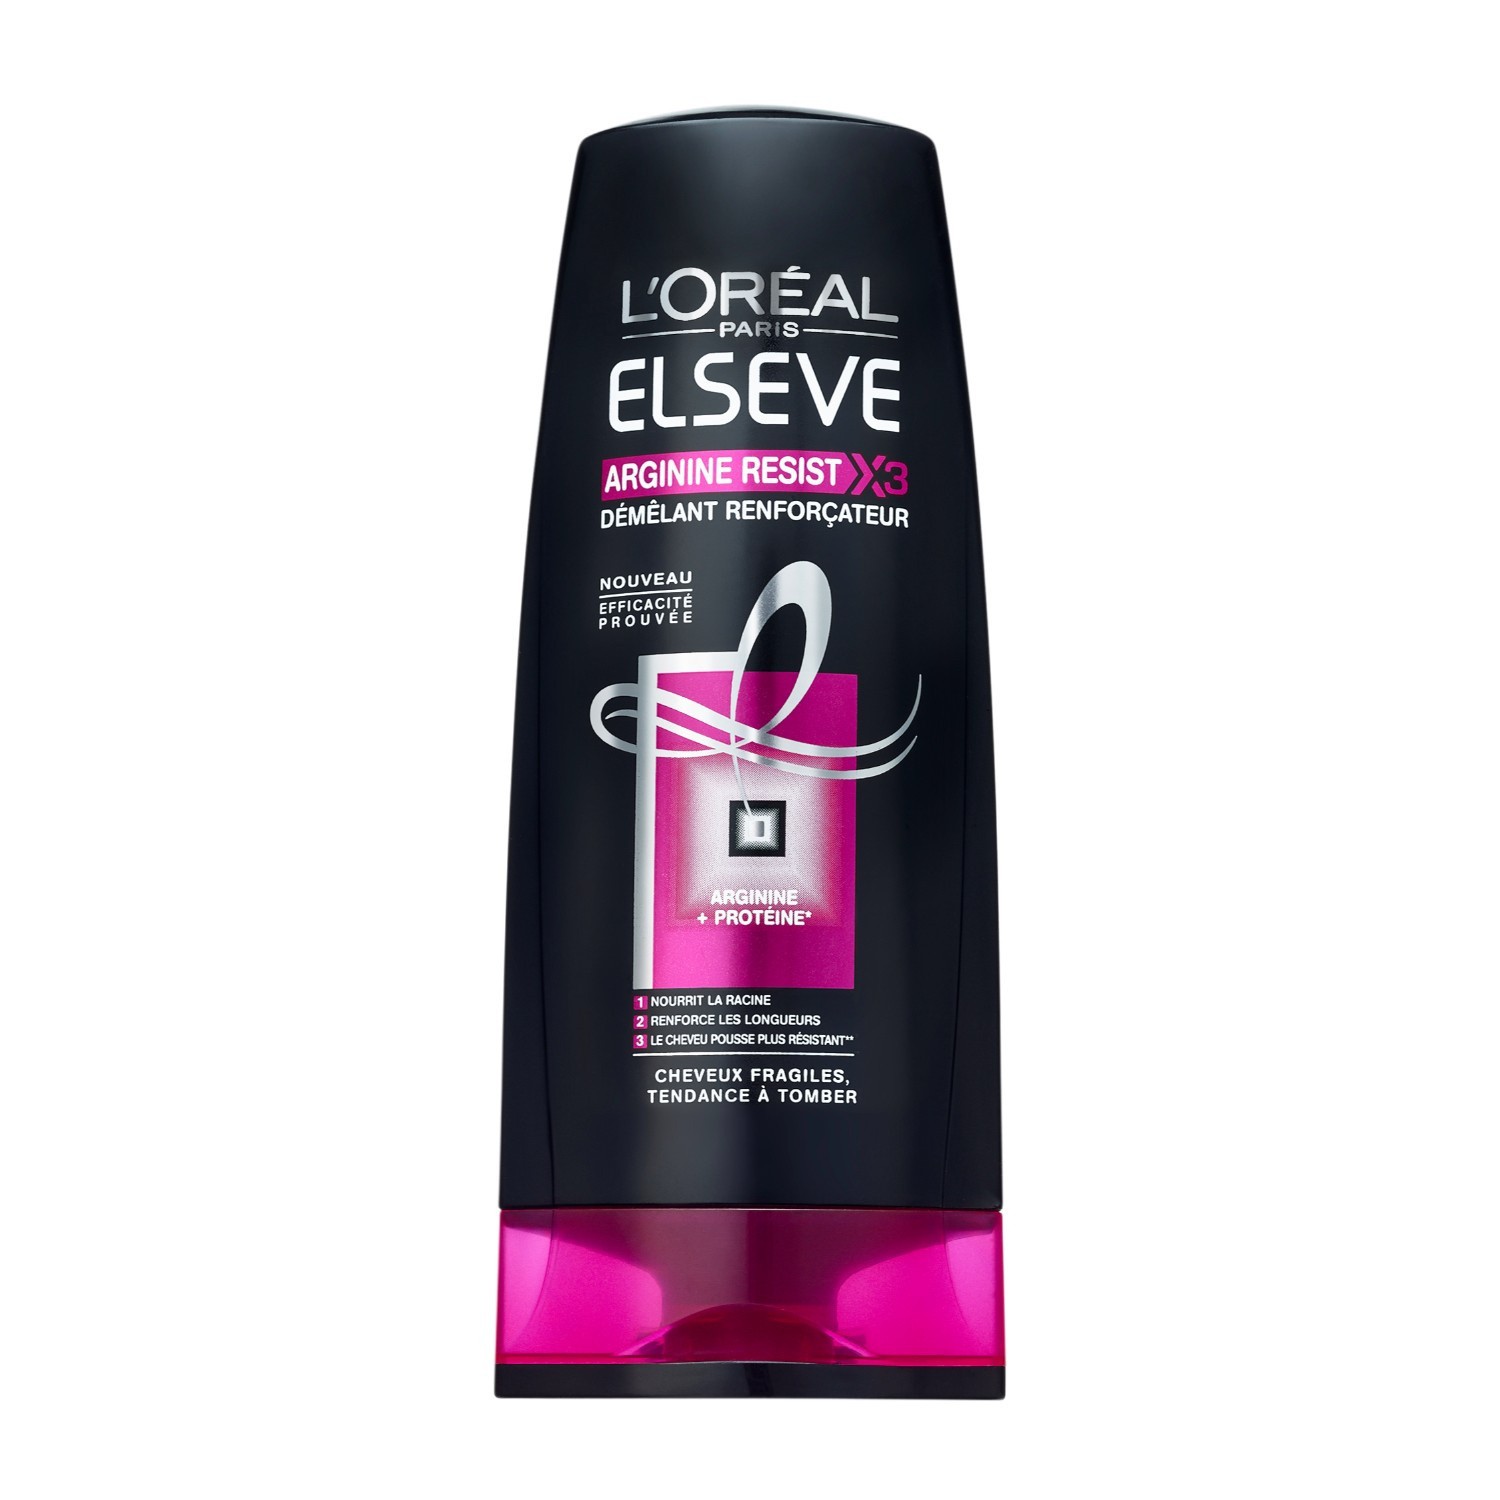 L'ORÉAL
PARIS
ELSEVE
ARGININE RESIST X3
DÉMÊLANT RENFORÇATEUR
NOUVEAU
EFFICACITÉ
PROUVÉE
ARGININE
+ PROTÉINE*
1 NOURRIT LA RACINE
2 RENFORCE LES LONGUEURS
3 LE CHEVEU POUSSE PLUS RÉSISTANT**
CHEVEUX FRAGILES,
TENDANCE À TOMBER